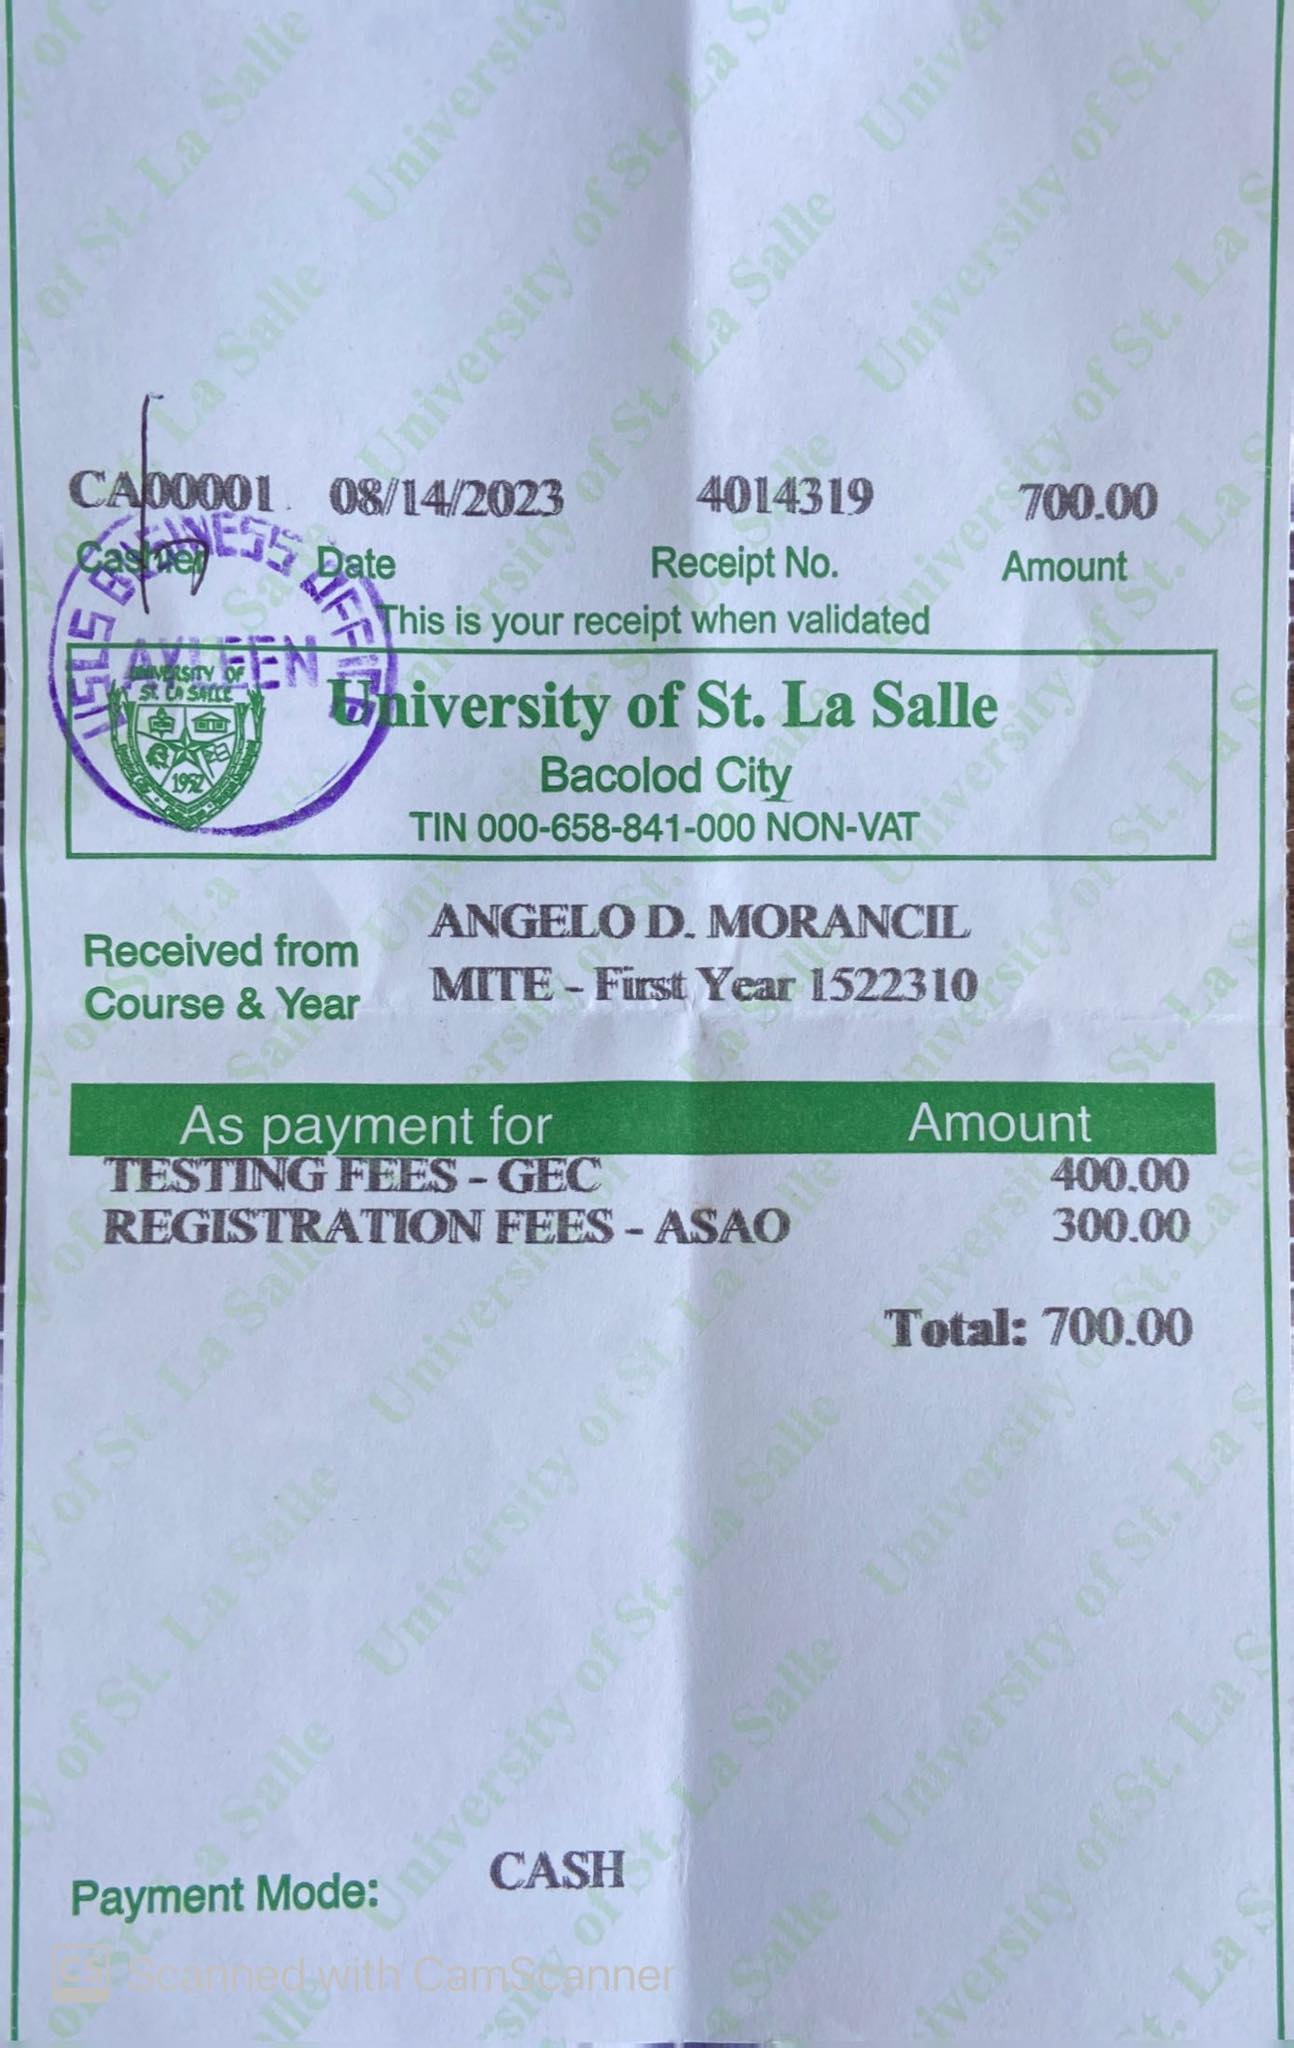 CA00001 08/14/2023 4014319 700.00
Cashier Date Receipt No. Amount
This is your receipt when validated
USLS BUSINESS OFFICE
UNIVERSITY OF
ST. LA SALLE
1952
University of St. La Salle
Bacolod City
TIN 000-658-841-000 NON-VAT
Received from ANGELO D. MORANCIL
Course & Year MITE - First Year 1522310
As payment for Amount
TESTING FEES - GEC 400.00
REGISTRATION FEES - ASAO 300.00
Total: 700.00
Payment Mode: CASH
CS Scanned with CamScanner